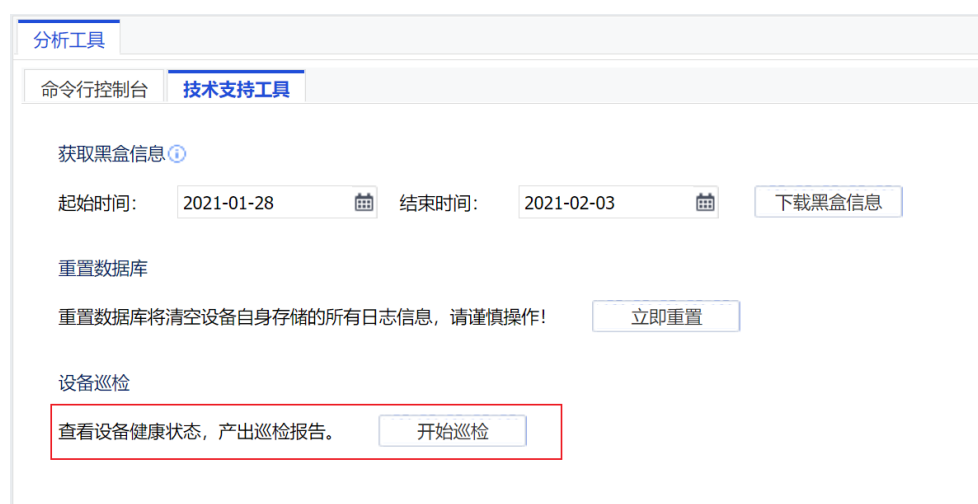 分析工具
命令行控制台 技术支持工具
获取黑盒信息
起始时间: 2021-01-28 结束时间: 2021-02-03 下载黑盒信息
重置数据库
重置数据库将清空设备自身存储的所有日志信息，请谨慎操作！ 立即重置
设备巡检
查看设备健康状态，产出巡检报告。 开始巡检